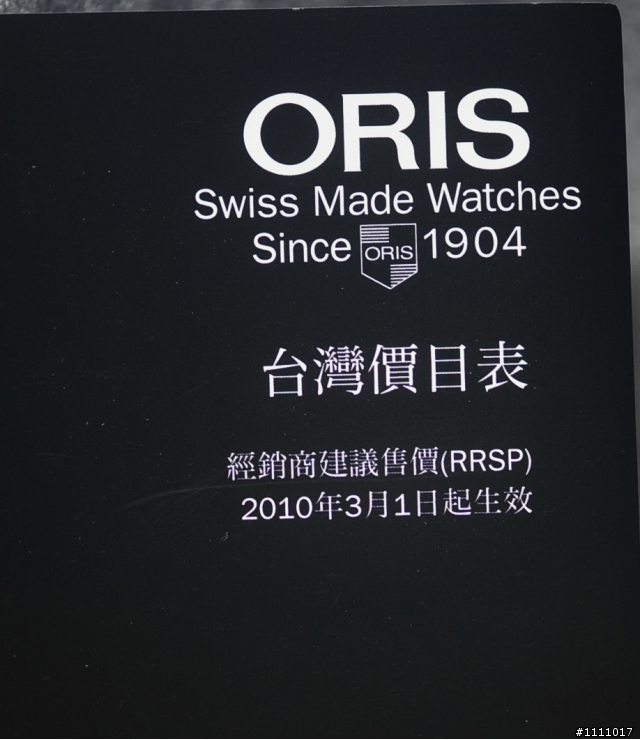 ORIS
Swiss Made Watches
Since ORIS 1904
台灣價目表
經銷商建議售價(RRSP)
2010年3月1日起生效
#1111017